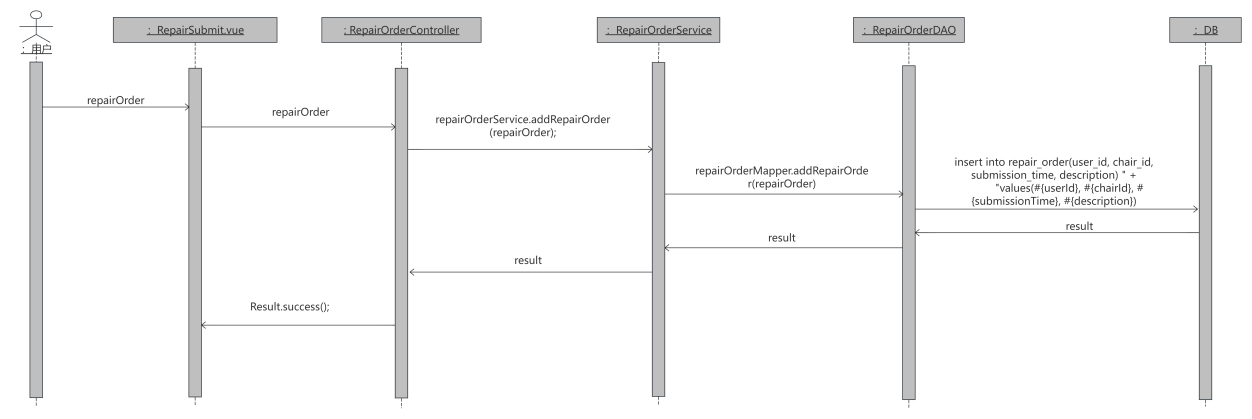 : 用户
: RepairSubmit.vue
: RepairOrderController
: RepairOrderService
: RepairOrderDAO
: DB
repairOrder
repairOrder
repairOrderService.addRepairOrder
(repairOrder);
repairOrderMapper.addRepairOrde
r(repairOrder)
insert into repair_order(user_id, chair_id,
submission_time, description) " +
"values(#{userId}, #{chairId}, #
{submissionTime}, #{description})
result
result
result
Result.success();